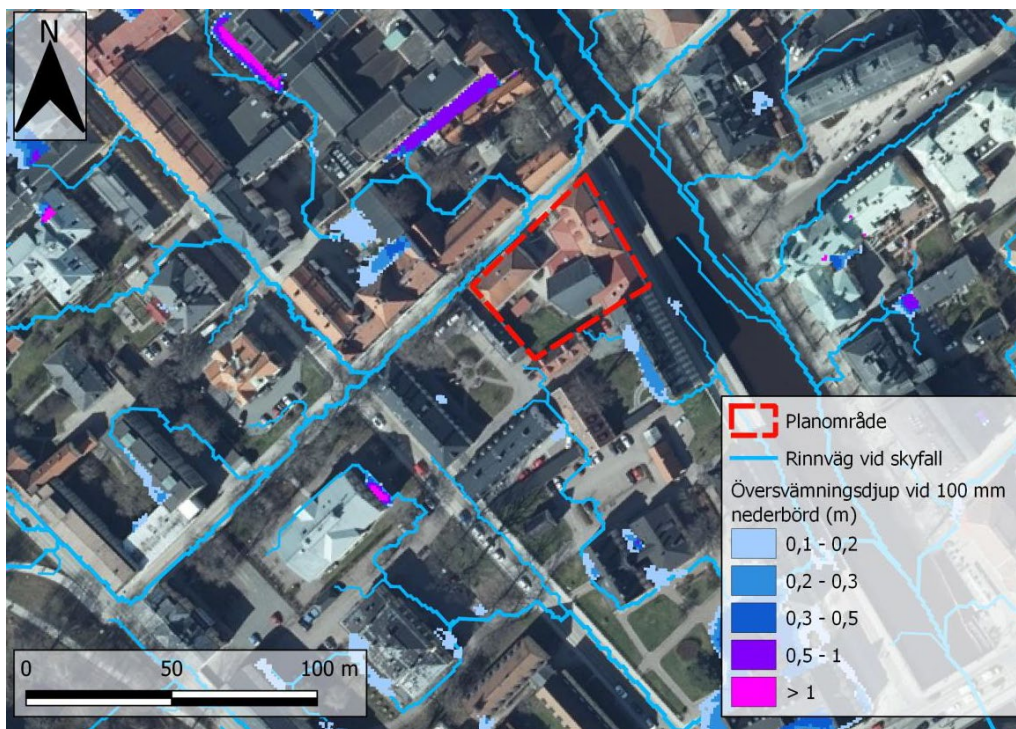 N
Planområde
Rinnväg vid skyfall
Översvämningsdjup vid 100 mm
nederbörd (m)
0,1 - 0,2
0,2 - 0,3
0,3 - 0,5
0,5 - 1
> 1
0 50 100 m